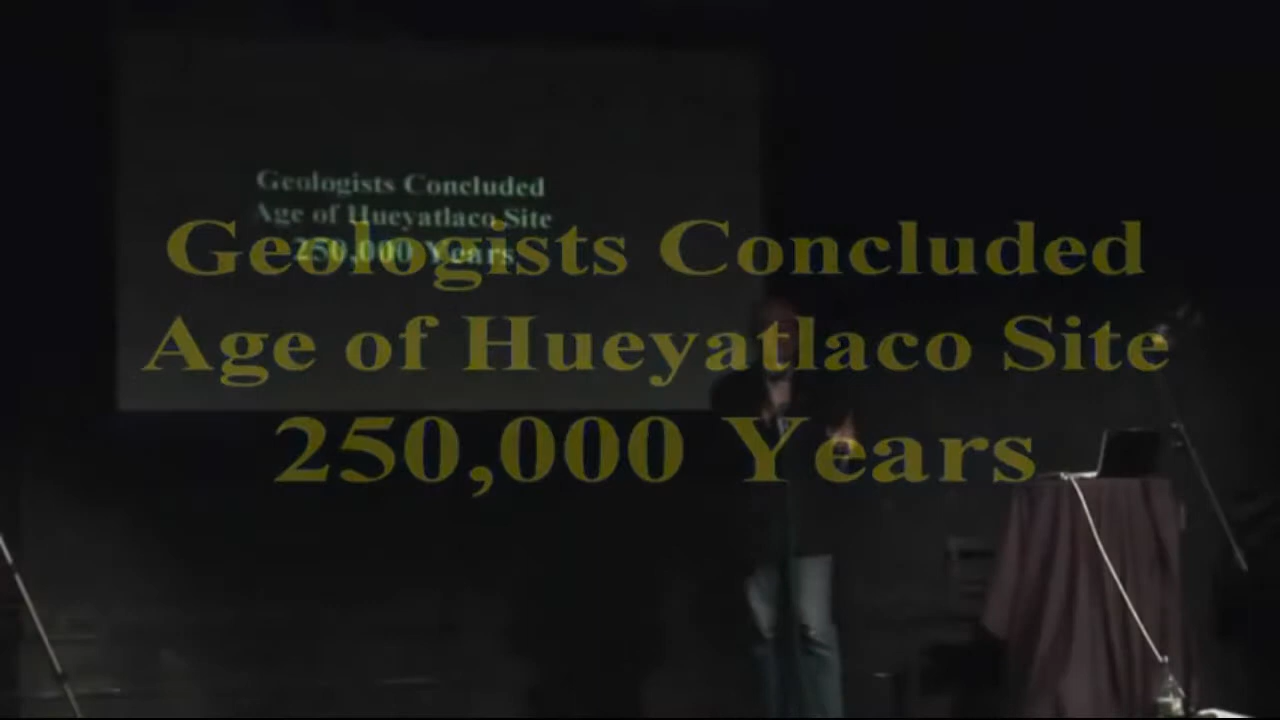 Geologists Concluded
Age of Hueyatlaco Site
250,000 Years
Geologists Concluded
Age of Hueyatlaco Site
250,000 Years